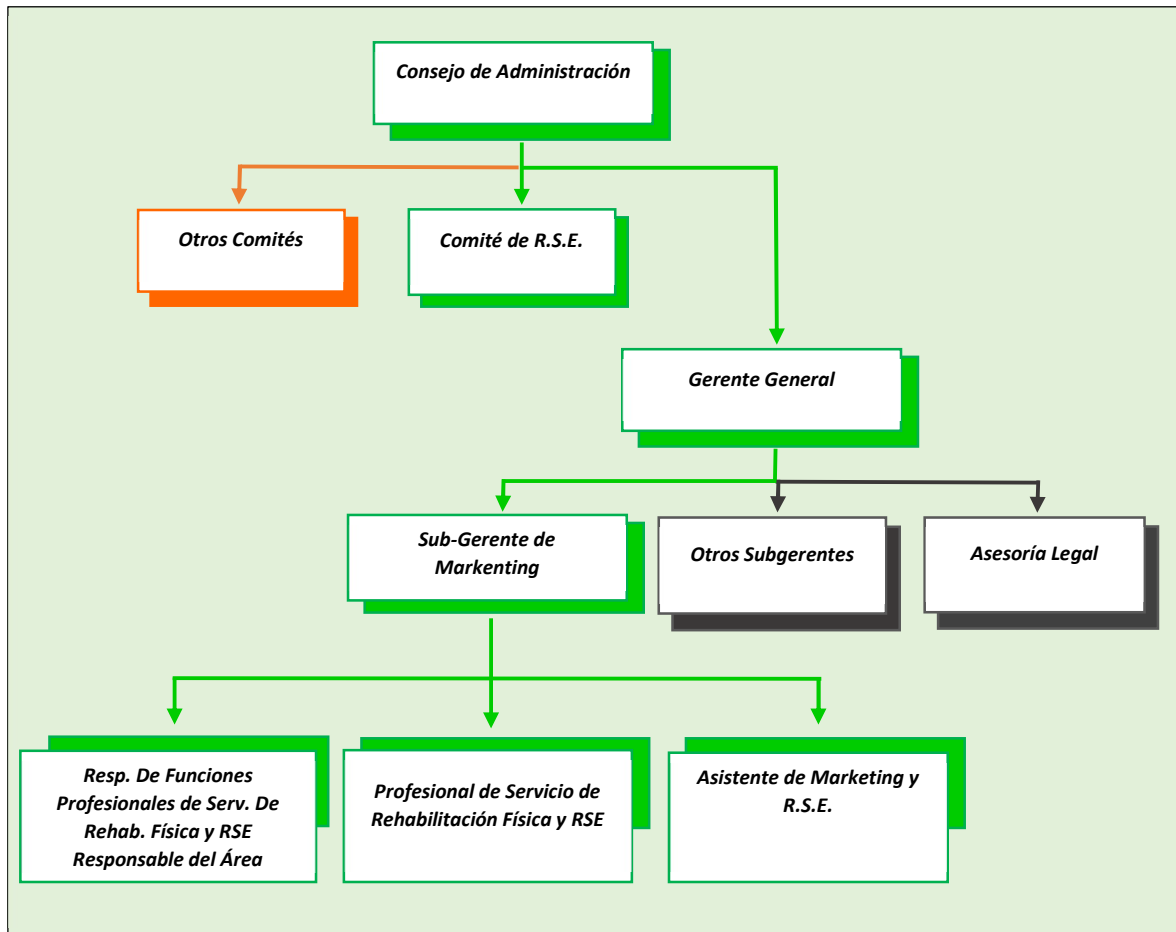 Consejo de Administración
Otros Comités
Comité de R.S.E.
Gerente General
Sub-Gerente de
Markenting
Otros Subgerentes
Asesoría Legal
Resp. De Funciones
Profesionales de Serv. De
Rehab. Física y RSE
Responsable del Área
Profesional de Servicio de
Rehabilitación Física y RSE
Asistente de Marketing y
R.S.E.